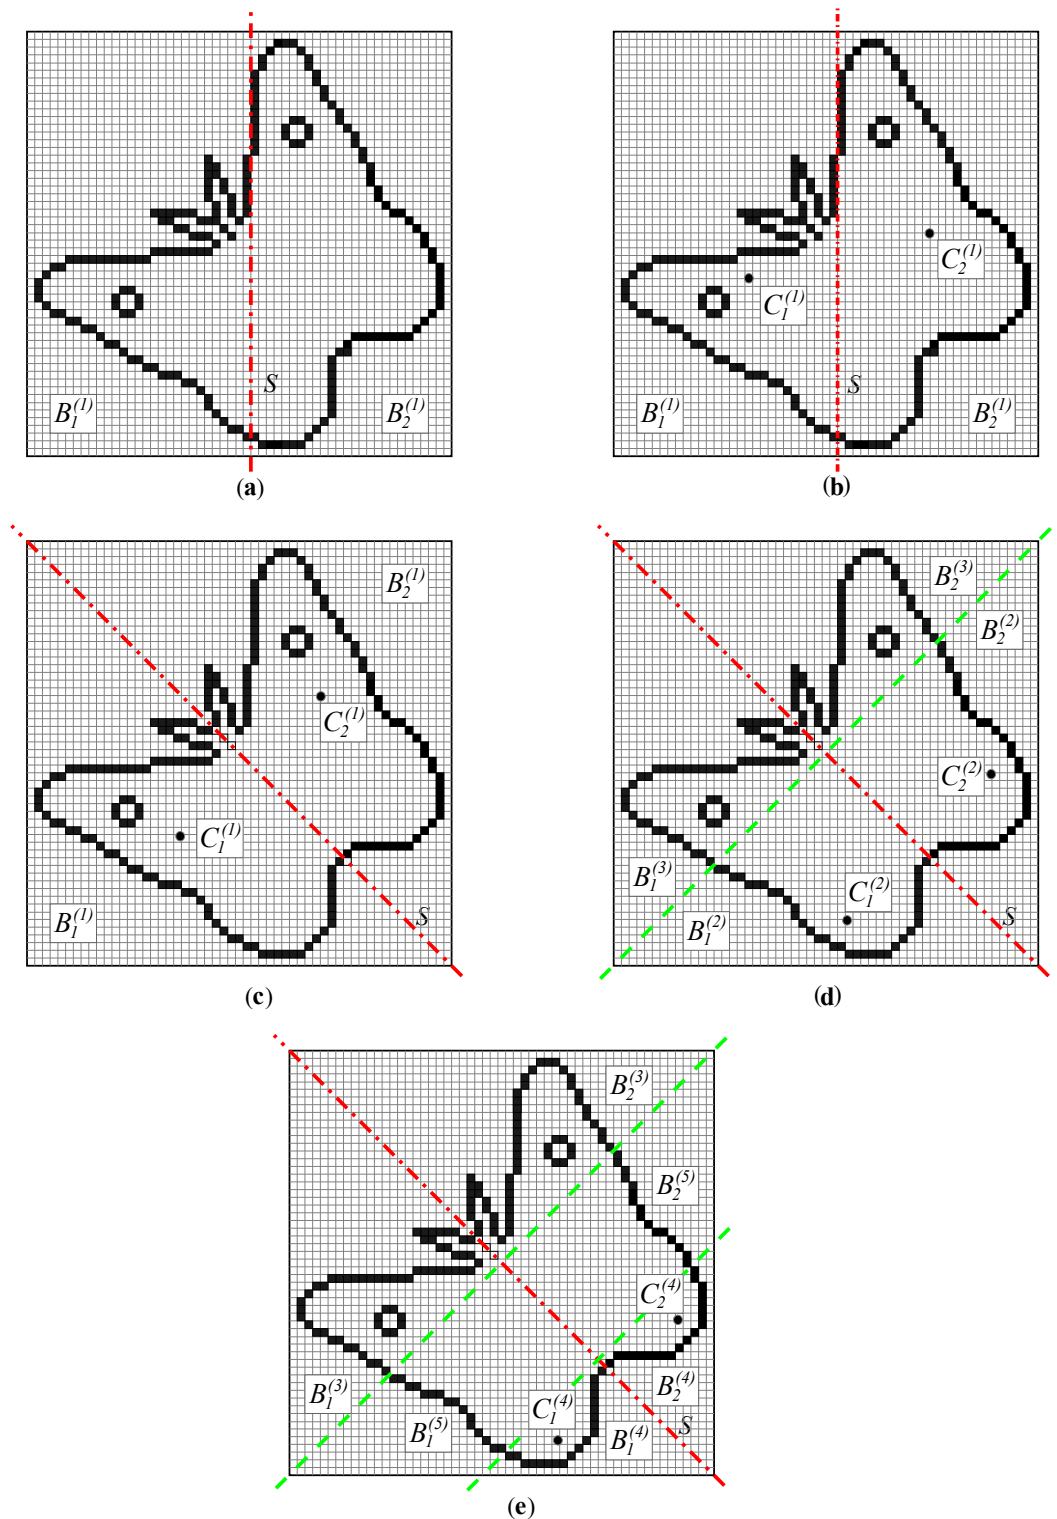 S
B₁⁽¹⁾ B₂⁽¹⁾
(a)
C₂⁽¹⁾
C₁⁽¹⁾
S
B₁⁽¹⁾ B₂⁽¹⁾
(b)
B₂⁽¹⁾
C₂⁽¹⁾
C₁⁽¹⁾
B₁⁽¹⁾ S
(c)
B₂⁽³⁾
B₂⁽²⁾
C₂⁽²⁾
B₁⁽³⁾ C₁⁽²⁾
B₁⁽²⁾ S
(d)
B₂⁽³⁾
B₂⁽⁵⁾
C₂⁽⁴⁾
B₁⁽³⁾ B₂⁽⁴⁾
C₁⁽⁴⁾
B₁⁽⁵⁾ B₁⁽⁴⁾ S
(e)